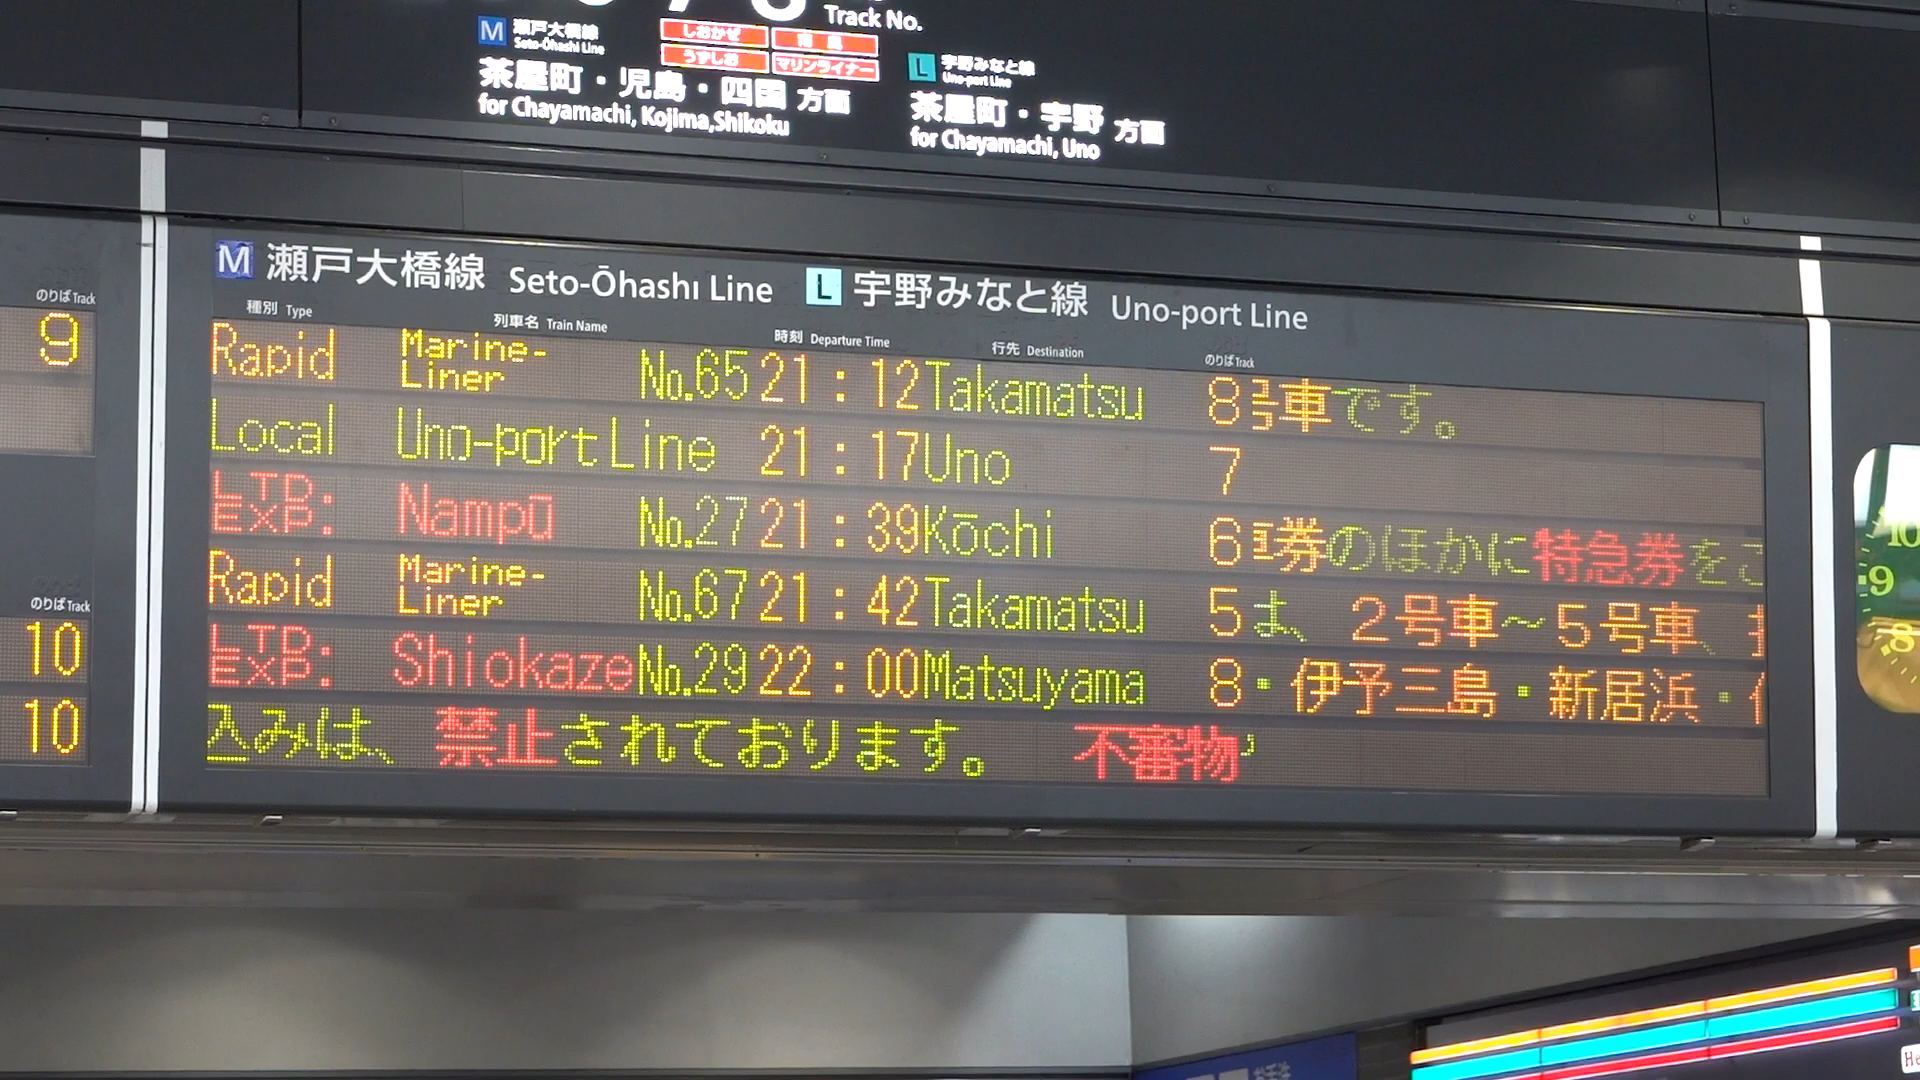 Track No.
M 瀬戸大橋線
Seto-Ōhashi Line
しおかぜ 南風
うずしお マリンライナー
茶屋町・児島・四国 方面
for Chayamachi, Kojima,Shikoku
L 宇野みなと線
Uno-port Line
茶屋町・宇野 方面
for Chayamachi, Uno
のりば Track
9
のりば Track
10
10
M 瀬戸大橋線 Seto-Ōhashi Line L 宇野みなと線 Uno-port Line
種別 Type 列車名 Train Name 時刻 Departure Time 行先 Destination のりば Track
Rapid Marine-Liner No.65 21:12 Takamatsu 8 号車です。
Local Uno-port Line 21:17 Uno 7
LTD. EXP. Nampū No.27 21:39 Kōchi 6 券のほかに特急券をこ
Rapid Marine-Liner No.67 21:42 Takamatsu 5 は、2号車~5号車、
LTD. EXP. Shiokaze No.29 22:00 Matsuyama 8 ・伊予三島・新居浜・
込みは、禁止されております。 不審物
10
9
8